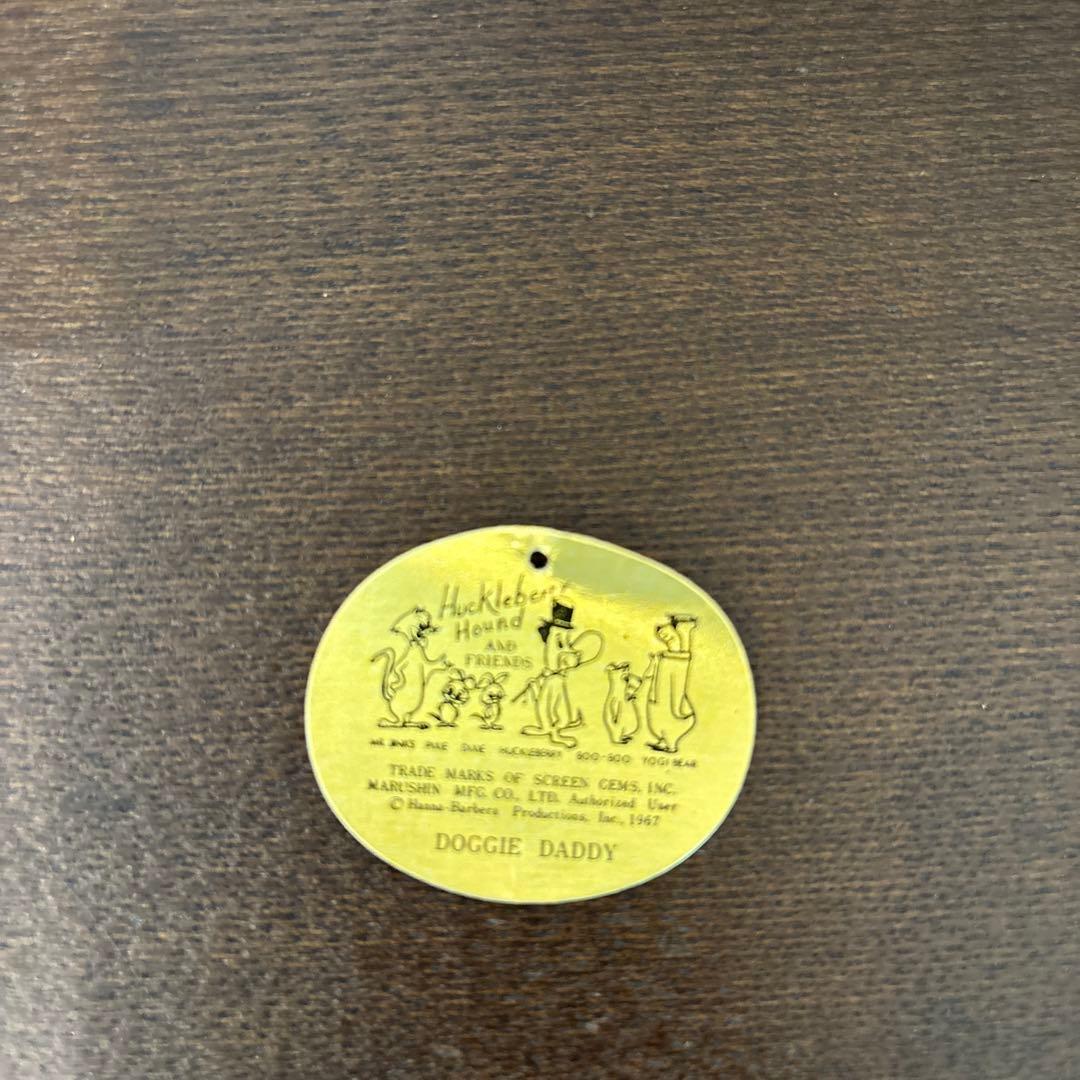 Huckleberry
Hound
AND
FRIENDS
MR. JINKS PIXIE DIXIE HUCKLEBERRY BOO-BOO YOGI BEAR
TRADE MARKS OF SCREEN GEMS, INC.
MARUSHIN MFG. CO., LTD. Authorized User
© Hanna-Barbera Productions, Inc., 1967
DOGGIE DADDY